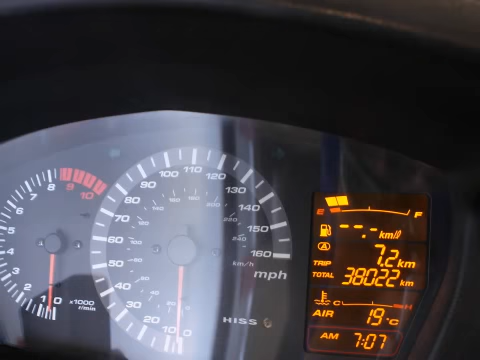 0
1
2
3
4
5
6
7
8
9
10
x1000
r/min
0
10
20
30
40
50
60
70
80
90
100
110
120
130
140
150
160
mph
km/h
HISS
E F
-.- km/l
A
TRIP 7.2 km
TOTAL 38022 km
C H
AIR 19°C
AM 7:07